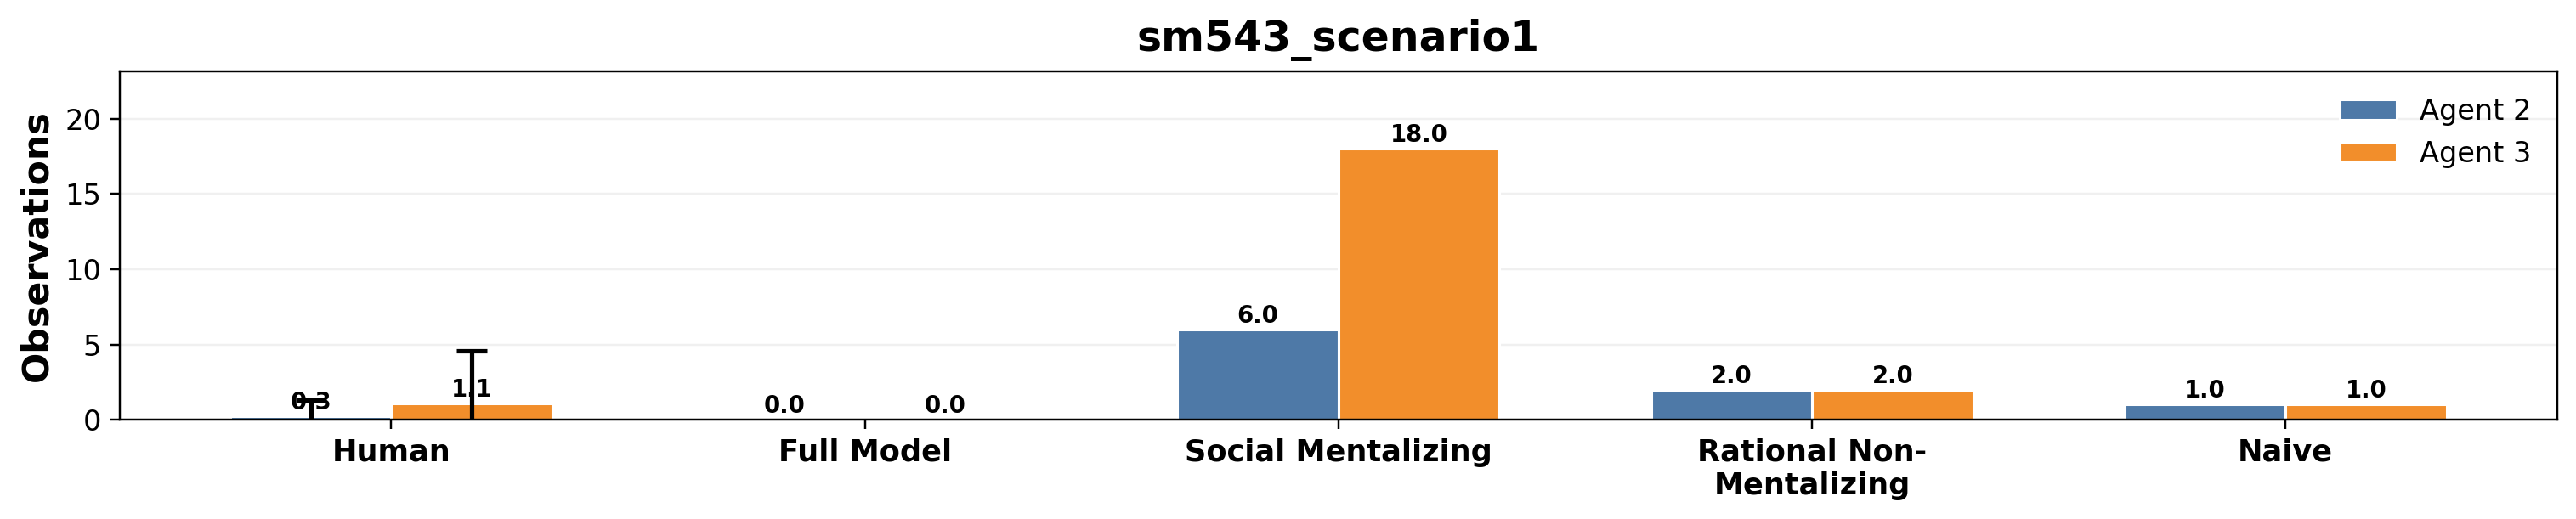 sm543_scenario1
Observations
20
15
10
5
0
Agent 2
Agent 3
0.3
1.1
0.0
0.0
6.0
18.0
2.0
2.0
1.0
1.0
Human
Full Model
Social Mentalizing
Rational Non-
Mentalizing
Naive